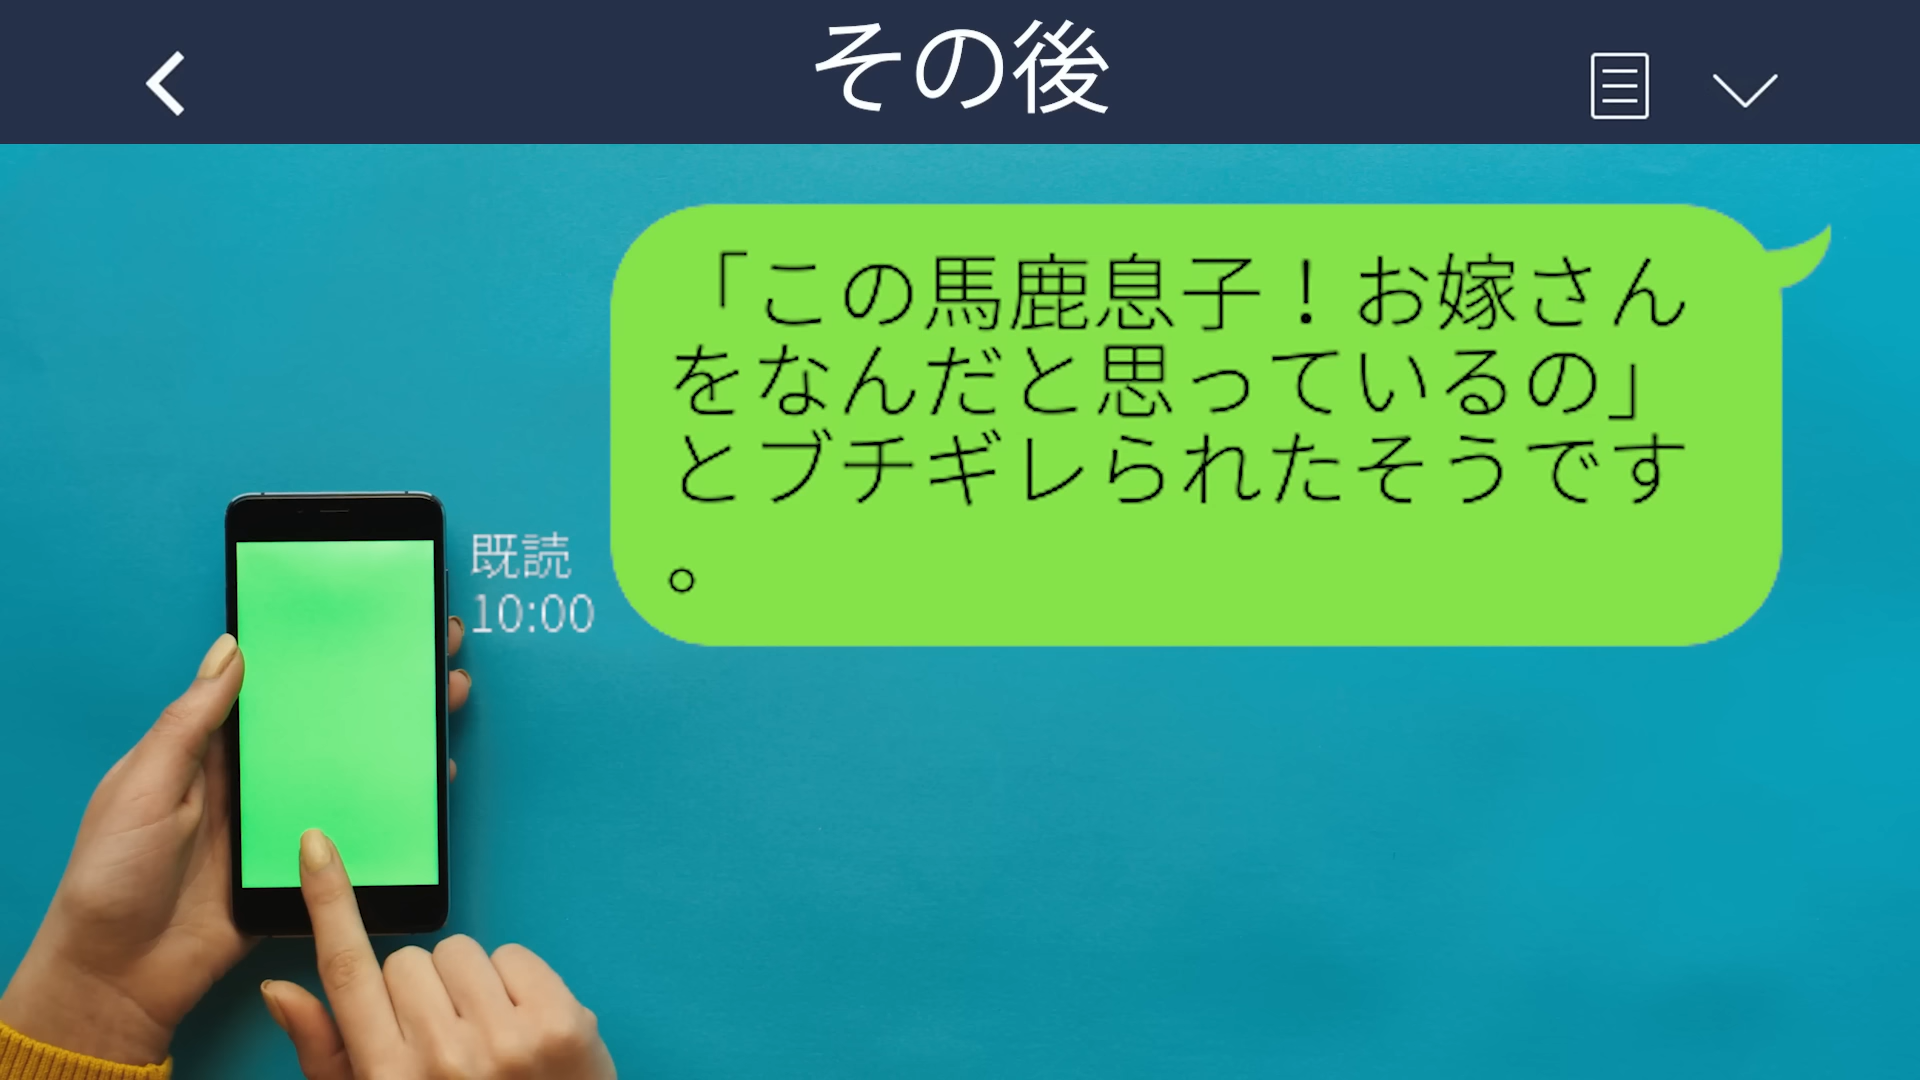 その後
「この馬鹿息子！お嫁さん
をなんだと思っているの」
とブチギレられたそうです
。
既読
10:00